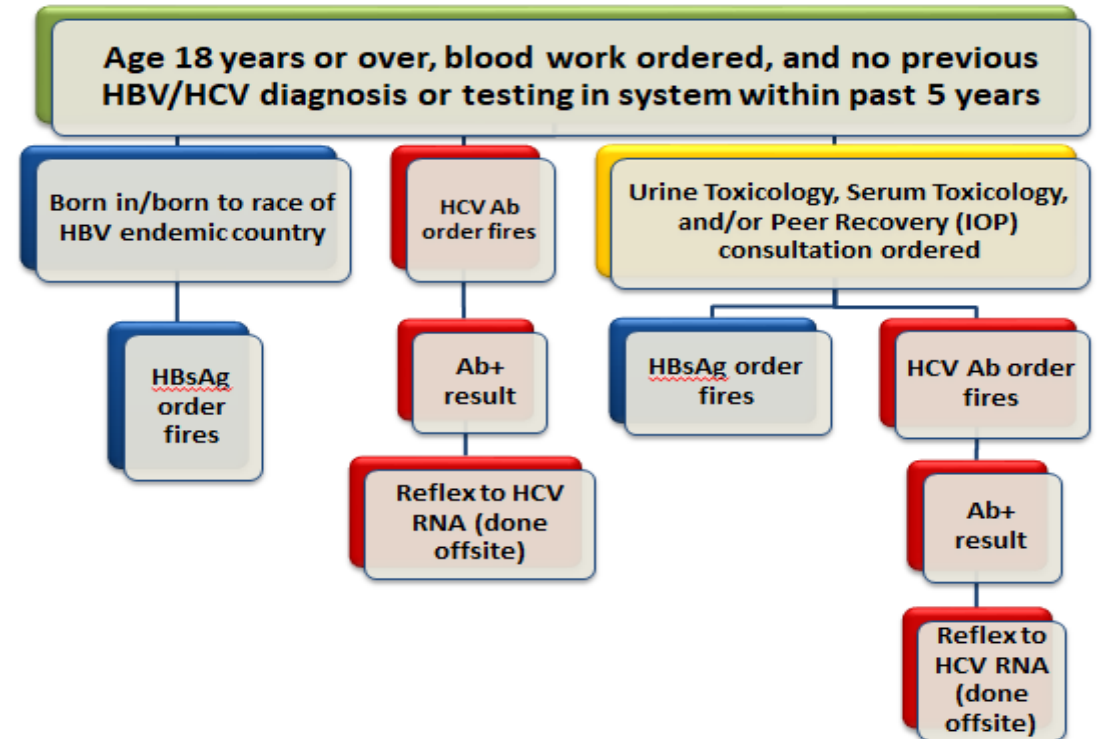 Age 18 years or over, blood work ordered, and no previous
HBV/HCV diagnosis or testing in system within past 5 years
Born in/born to race of
HBV endemic country
HBsAg
order
fires
HCV Ab
order fires
Ab+
result
Reflex to HCV
RNA (done
offsite)
Urine Toxicology, Serum Toxicology,
and/or Peer Recovery (IOP)
consultation ordered
HBsAg order
fires
HCV Ab order
fires
Ab+
result
Reflex to
HCV RNA
(done
offsite)